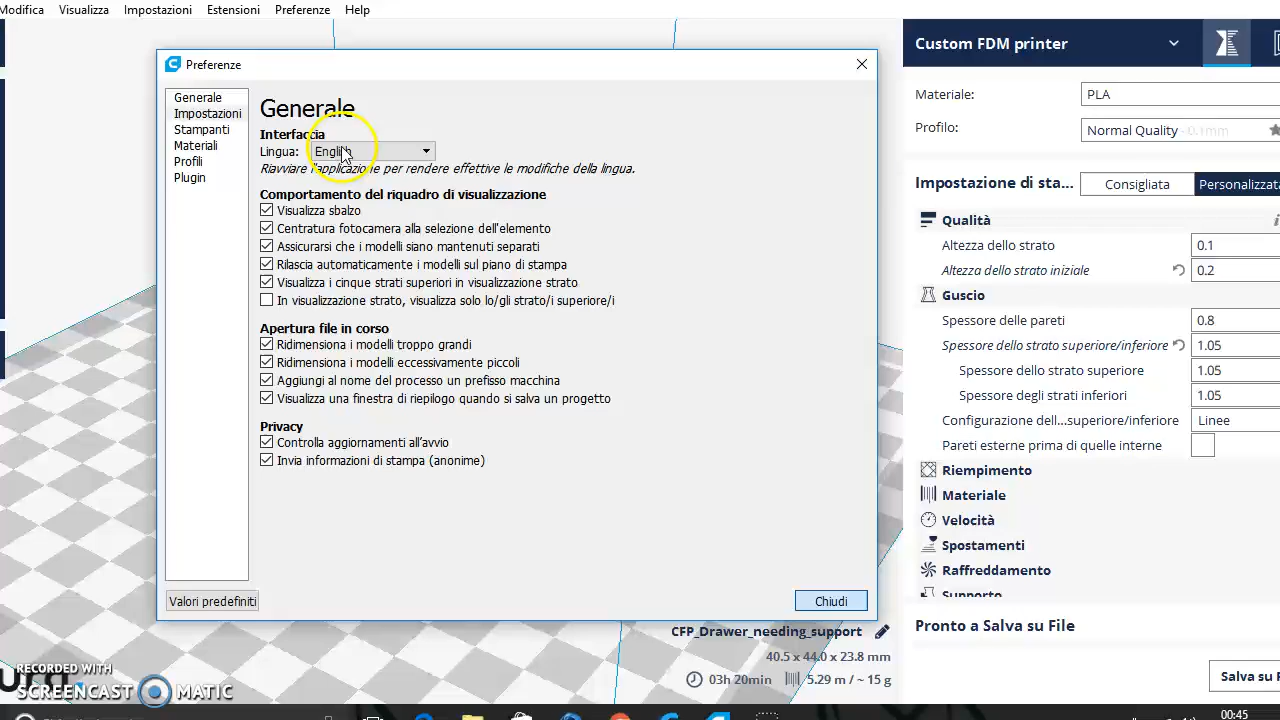 Modifica Visualizza Impostazioni Estensioni Preferenze Help
Preferenze
Generale
Impostazioni
Stampanti
Materiali
Profili
Plugin
Generale
Interfaccia
Lingua: English
Riavviare l'applicazione per rendere effettive le modifiche della lingua.
Comportamento del riquadro di visualizzazione
Visualizza sbalzo
Centratura fotocamera alla selezione dell'elemento
Assicurarsi che i modelli siano mantenuti separati
Rilascia automaticamente i modelli sul piano di stampa
Visualizza i cinque strati superiori in visualizzazione strato
In visualizzazione strato, visualizza solo lo/gli strato/i superiore/i
Apertura file in corso
Ridimensiona i modelli troppo grandi
Ridimensiona i modelli eccessivamente piccoli
Aggiungi al nome del processo un prefisso macchina
Visualizza una finestra di riepilogo quando si salva un progetto
Privacy
Controlla aggiornamenti all'avvio
Invia informazioni di stampa (anonime)
Valori predefiniti
Chiudi
Custom FDM printer
Materiale: PLA
Profilo: Normal Quality - 0.1mm
Impostazione di sta... Consigliata Personalizzata
Qualità
Altezza dello strato 0.1
Altezza dello strato iniziale 0.2
Guscio
Spessore delle pareti 0.8
Spessore dello strato superiore/inferiore 1.05
Spessore dello strato superiore 1.05
Spessore degli strati inferiori 1.05
Configurazione dell...superiore/inferiore Linee
Pareti esterne prima di quelle interne
Riempimento
Materiale
Velocità
Spostamenti
Raffreddamento
Supporto
Pronto a Salva su File
Salva su F
CFP_Drawer_needing_support
40.5 x 44.0 x 23.8 mm
03h 20min 5.29 m / ~ 15 g
RECORDED WITH
SCREENCAST MATIC
00:45